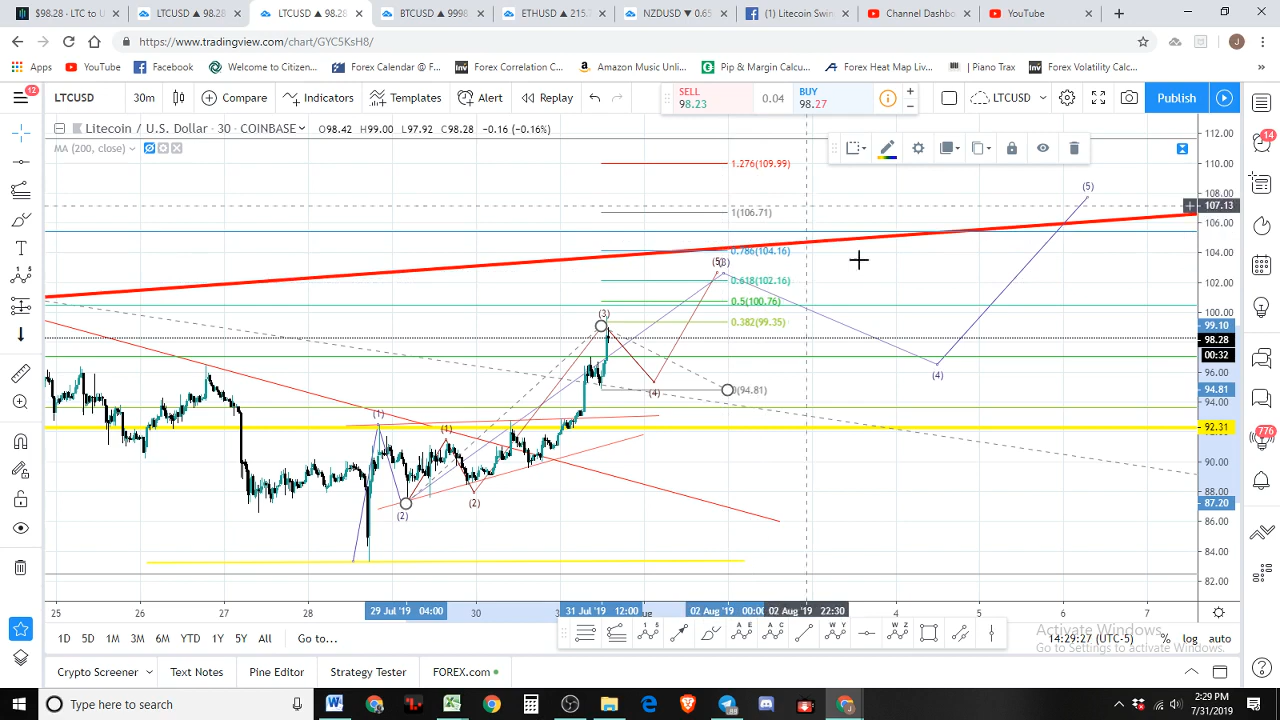 $98.28 - LTC to U
LTCUSD ▲ 98.28
LTCUSD ▲ 98.28
BTCUSD ▲ 1008
ETHUSD ▲ 215.
NZDUSD ▼ 0.65
(1) Litecoin Swin
Channel Dashbo
YouTube
https://www.tradingview.com/chart/GYC5KsH8/
J
Apps
YouTube
Facebook
Welcome to Citizen...
Forex Calendar @ F...
Forex Correlation C...
Amazon Music Unli...
Pip & Margin Calcu...
Forex Heat Map Liv...
Piano Trax
Forex Volatility Calc...
»
12
LTCUSD
30m
Compare
Indicators
Templates
Alert
Replay
SELL
98.23
0.04
BUY
98.27
LTCUSD
Publish
Litecoin / U.S. Dollar · 30 · COINBASE
O98.42 H99.00 L97.92 C98.28 −0.16 (−0.16%)
MA (200, close)
1.276(109.99)
1(106.71)
0.786(104.16)
0.618(102.16)
0.5(100.76)
0.382(99.35)
0(94.81)
(5)
(3)
(5)
(3)
(4)
(4)
(1)
(1)
(2)
(2)
112.00
110.00
108.00
107.13
106.00
104.00
102.00
100.00
99.10
98.28
00:32
96.00
94.81
94.00
92.31
90.00
88.00
87.20
86.00
84.00
82.00
14
776
25
26
27
28
29 Jul '19 04:00
30
31 Jul '19 12:00
ug
02 Aug '19 00:00
02 Aug '19 22:30
4
5
6
7
1D
5D
1M
3M
6M
YTD
1Y
5Y
All
Go to...
14:29:27 (UTC-5)
%
log
auto
Activate Windows
Go to Settings to activate Windows.
Crypto Screener
Text Notes
Pine Editor
Strategy Tester
FOREX.com
Type here to search
2:29 PM
7/31/2019